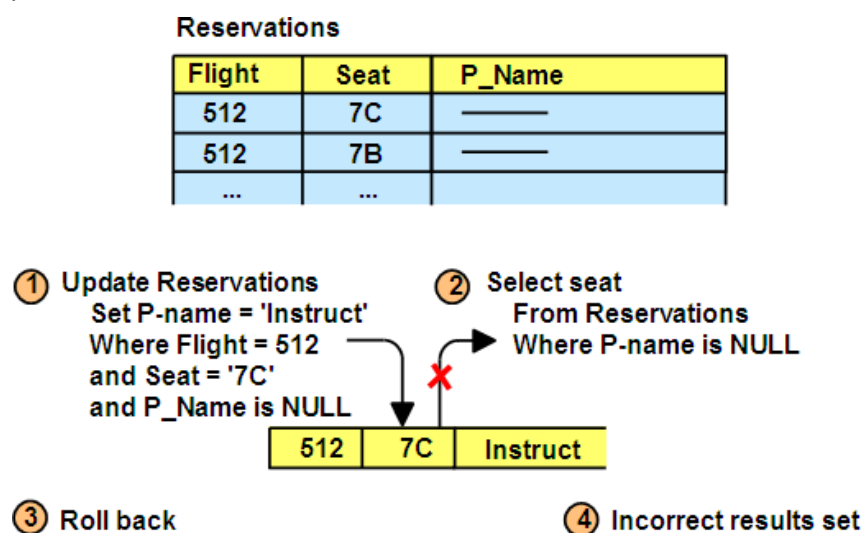 Reservations
Flight Seat P_Name
512 7C
512 7B
... ...
1 Update Reservations
Set P-name = 'Instruct'
Where Flight = 512
and Seat = '7C'
and P_Name is NULL
2 Select seat
From Reservations
Where P-name is NULL
512 7C Instruct
3 Roll back
4 Incorrect results set